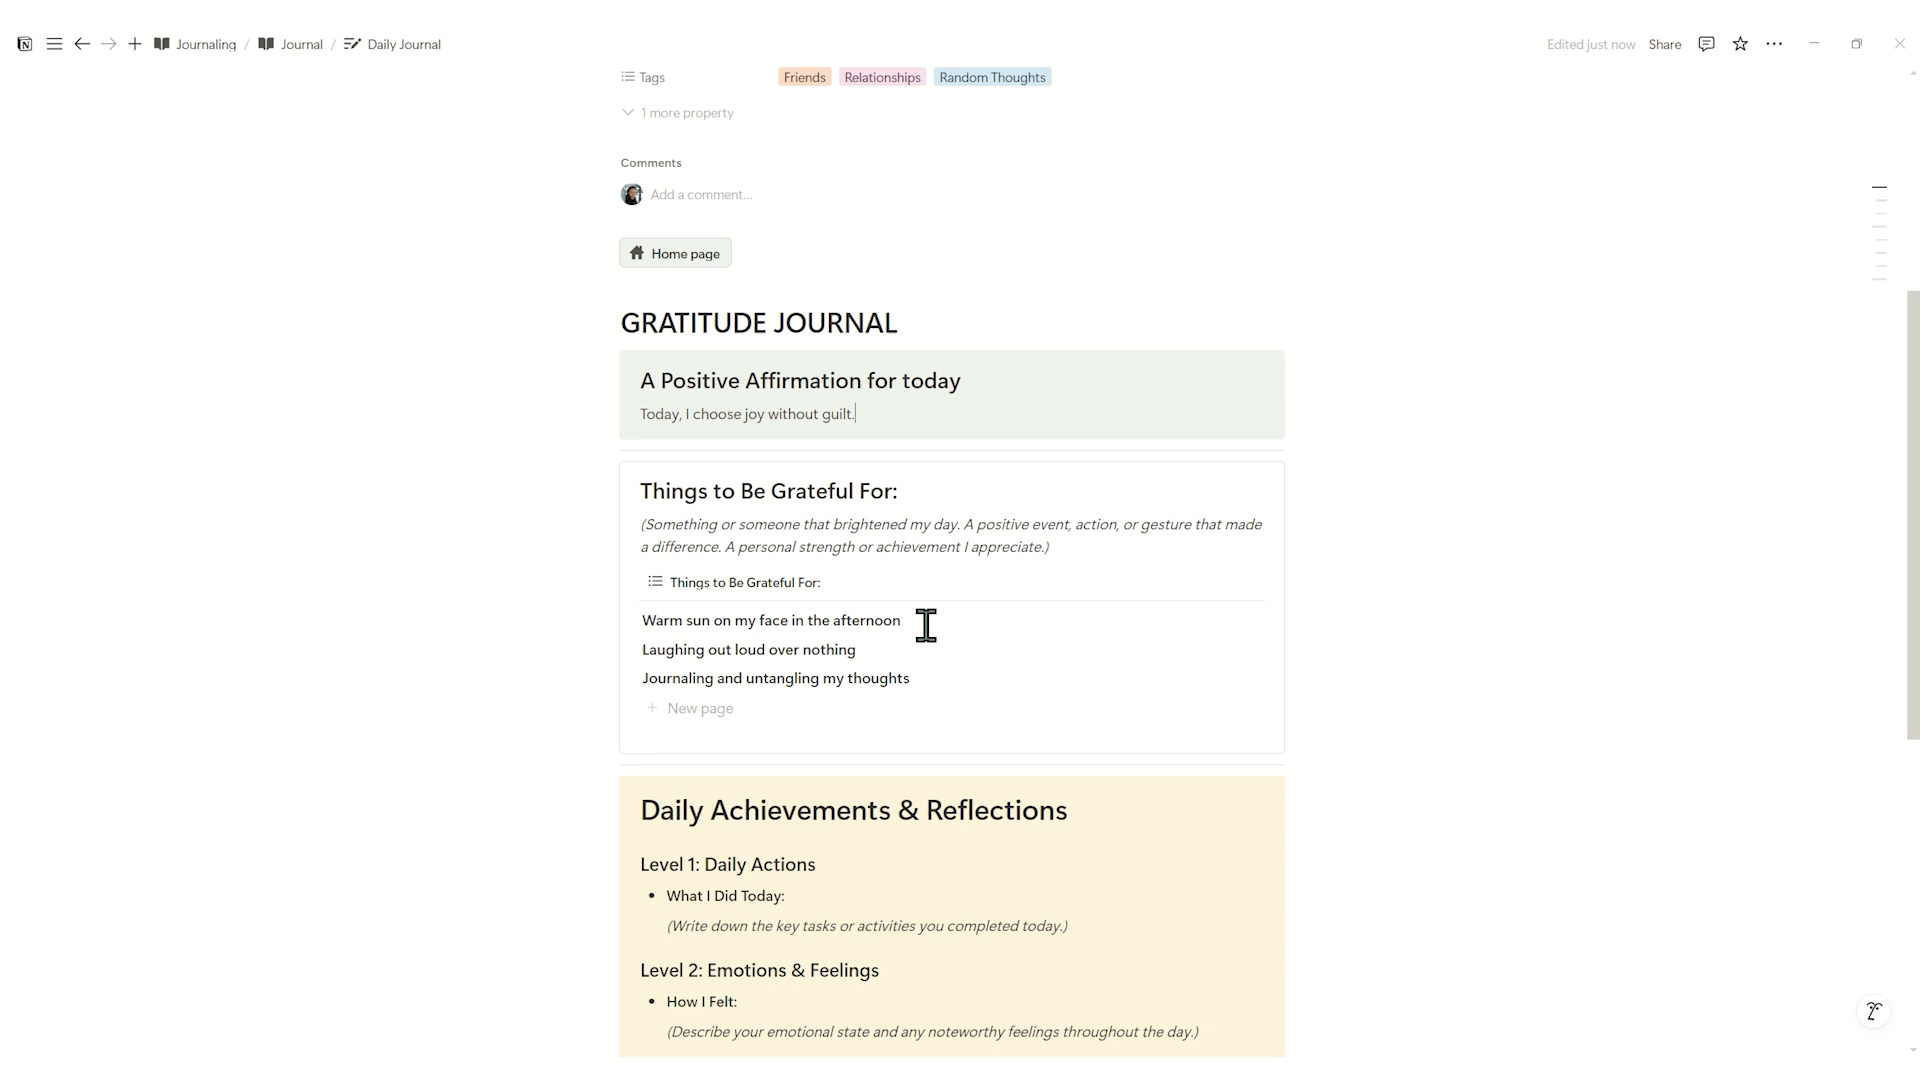 Journaling / Journal / Daily Journal
Edited just now Share
Tags Friends Relationships Random Thoughts
1 more property
Comments
Add a comment...
Home page
GRATITUDE JOURNAL
A Positive Affirmation for today
Today, I choose joy without guilt.
Things to Be Grateful For:
(Something or someone that brightened my day. A positive event, action, or gesture that made
a difference. A personal strength or achievement I appreciate.)
Things to Be Grateful For:
Warm sun on my face in the afternoon
Laughing out loud over nothing
Journaling and untangling my thoughts
+ New page
Daily Achievements & Reflections
Level 1: Daily Actions
• What I Did Today:
(Write down the key tasks or activities you completed today.)
Level 2: Emotions & Feelings
• How I Felt:
(Describe your emotional state and any noteworthy feelings throughout the day.)